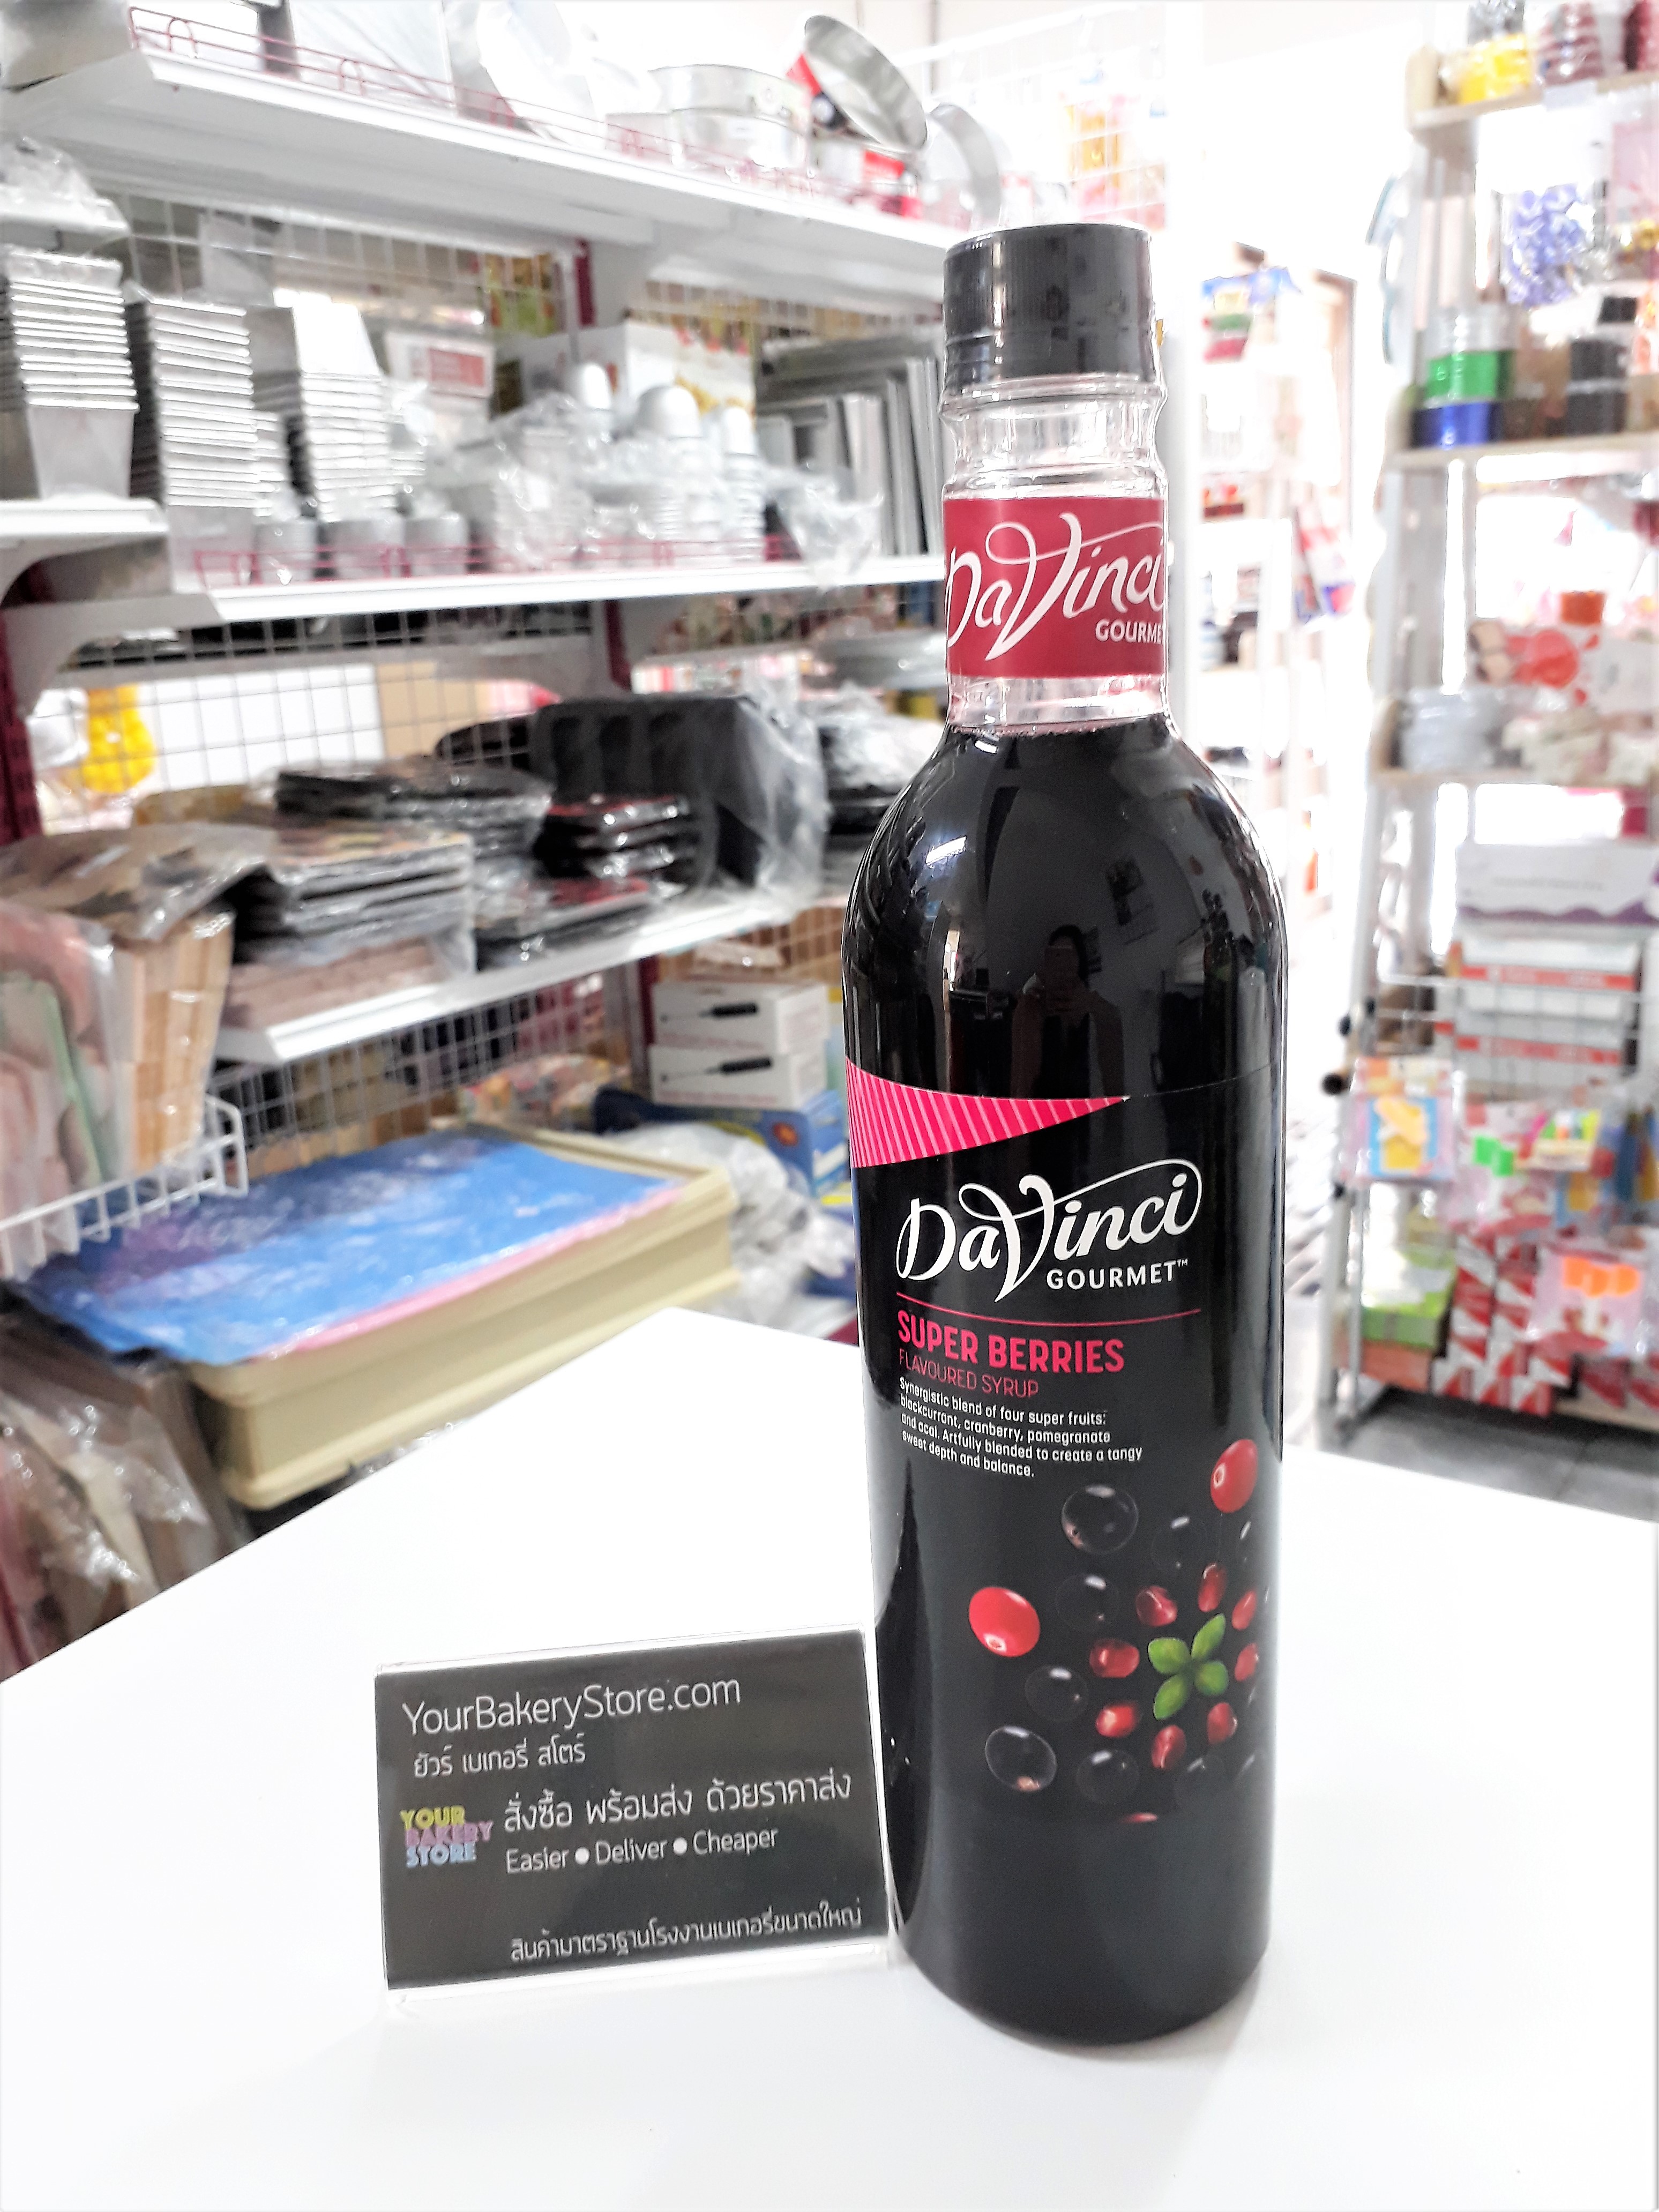 DaVinci
GOURMET
DaVinci
GOURMET™
SUPER BERRIES
FLAVOURED SYRUP
Synergistic blend of four super fruits:
blackcurrant, cranberry, pomegranate
and acai. Artfully blended to create a tangy
sweet depth and balance.
YourBakeryStore.com
ยัวร์ เบเกอรี่ สโตร์
YOUR
BAKERY
STORE
สั่งซื้อ พร้อมส่ง ด้วยราคาส่ง
Easier ● Deliver ● Cheaper
สินค้ามาตราฐานโรงงานเบเกอรี่ขนาดใหญ่